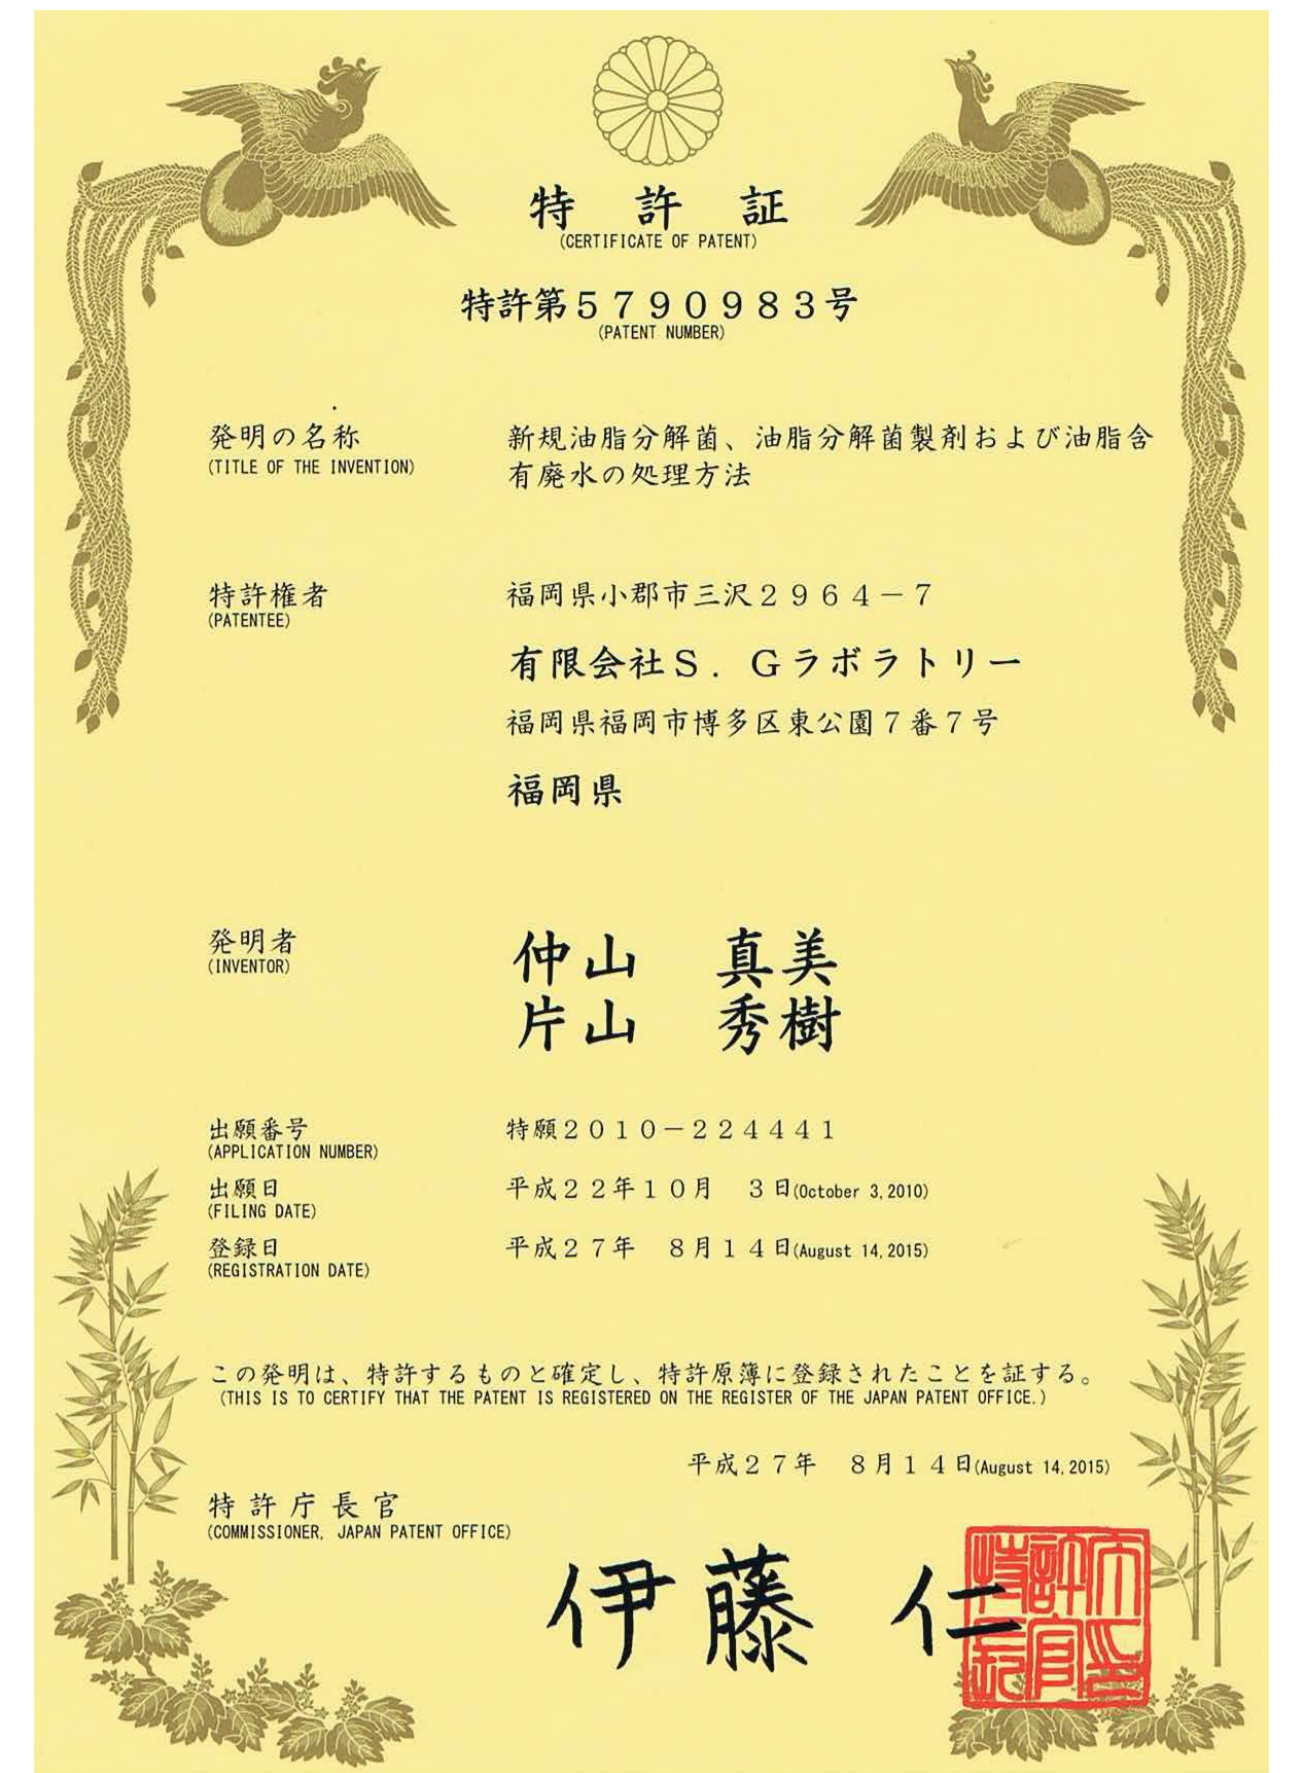 特許証
(CERTIFICATE OF PATENT)
特許第5790983号
(PATENT NUMBER)
発明の名称
(TITLE OF THE INVENTION)
新規油脂分解菌、油脂分解菌製剤および油脂含
有廃水の処理方法
特許権者
(PATENTEE)
福岡県小郡市三沢2964－7
有限会社S．Gラボラトリー
福岡県福岡市博多区東公園7番7号
福岡県
発明者
(INVENTOR)
仲山　真美
片山　秀樹
出願番号
(APPLICATION NUMBER)
特願2010－224441
出願日
(FILING DATE)
平成22年10月　3日(October 3,2010)
登録日
(REGISTRATION DATE)
平成27年　8月14日(August 14,2015)
この発明は、特許するものと確定し、特許原簿に登録されたことを証する。
(THIS IS TO CERTIFY THAT THE PATENT IS REGISTERED ON THE REGISTER OF THE JAPAN PATENT OFFICE.)
平成27年　8月14日(August 14,2015)
特許庁長官
(COMMISSIONER, JAPAN PATENT OFFICE)
伊藤　仁